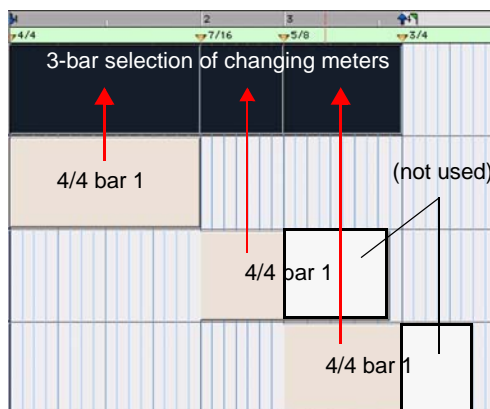 2 3
4/4 7/16 5/8 3/4
3-bar selection of changing meters
4/4 bar 1
(not used)
4/4 bar 1
4/4 bar 1